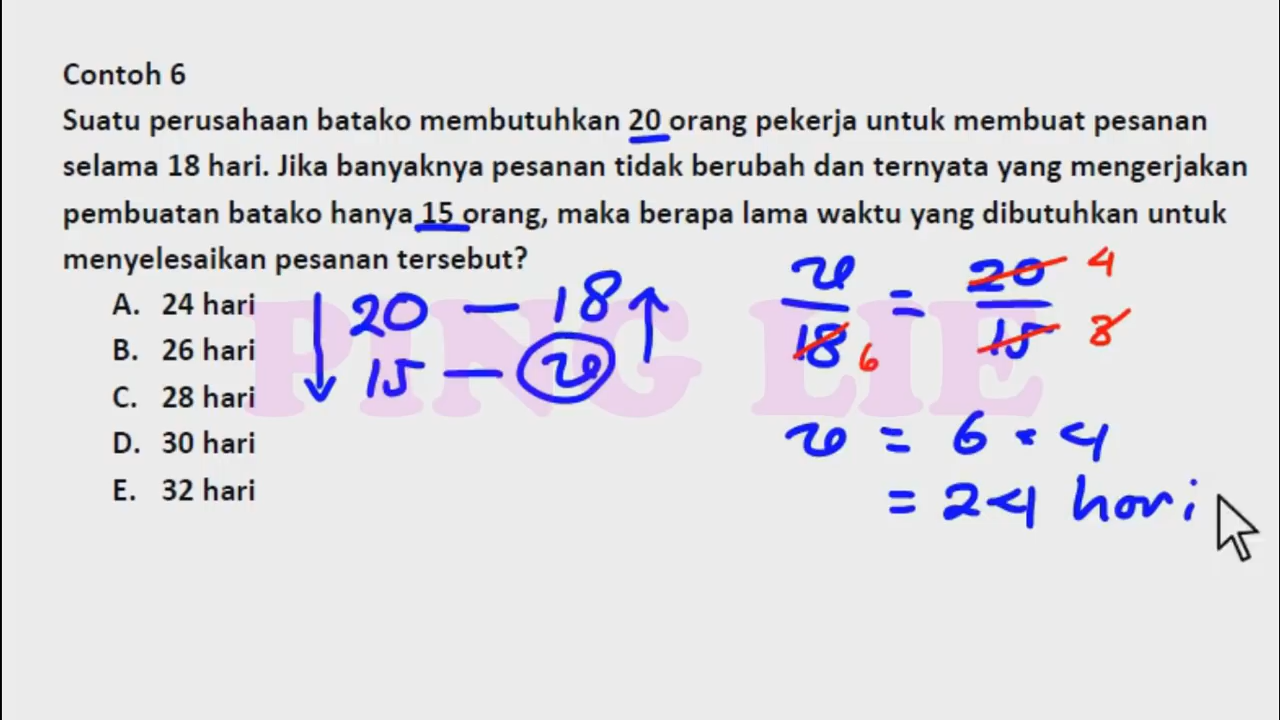 Contoh 6
Suatu perusahaan batako membutuhkan 20 orang pekerja untuk membuat pesanan
selama 18 hari. Jika banyaknya pesanan tidak berubah dan ternyata yang mengerjakan
pembuatan batako hanya 15 orang, maka berapa lama waktu yang dibutuhkan untuk
menyelesaikan pesanan tersebut?
A. 24 hari
B. 26 hari
C. 28 hari
D. 30 hari
E. 32 hari
20 — 18
15 — w
w/18 = 20/15
6
4
3
w = 6 · 4
= 24 hari
PING LIE